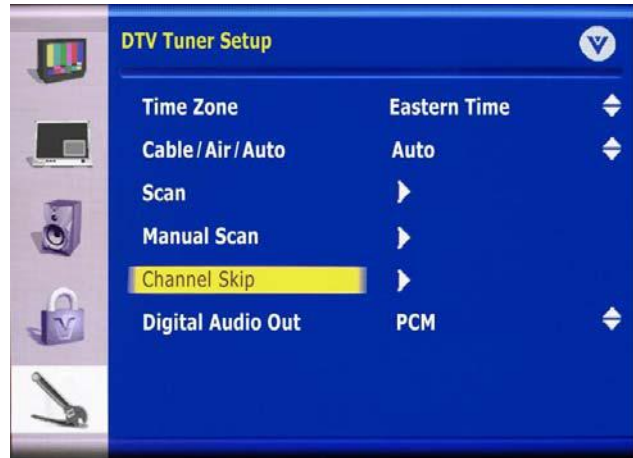 DTV Tuner Setup
V
Time Zone Eastern Time
Cable/Air/Auto Auto
Scan
Manual Scan
Channel Skip
Digital Audio Out PCM
V